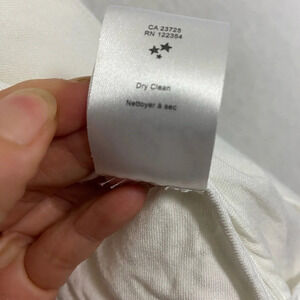 CA 23725
RN 122354
Dry Clean
Nettoyer à sec